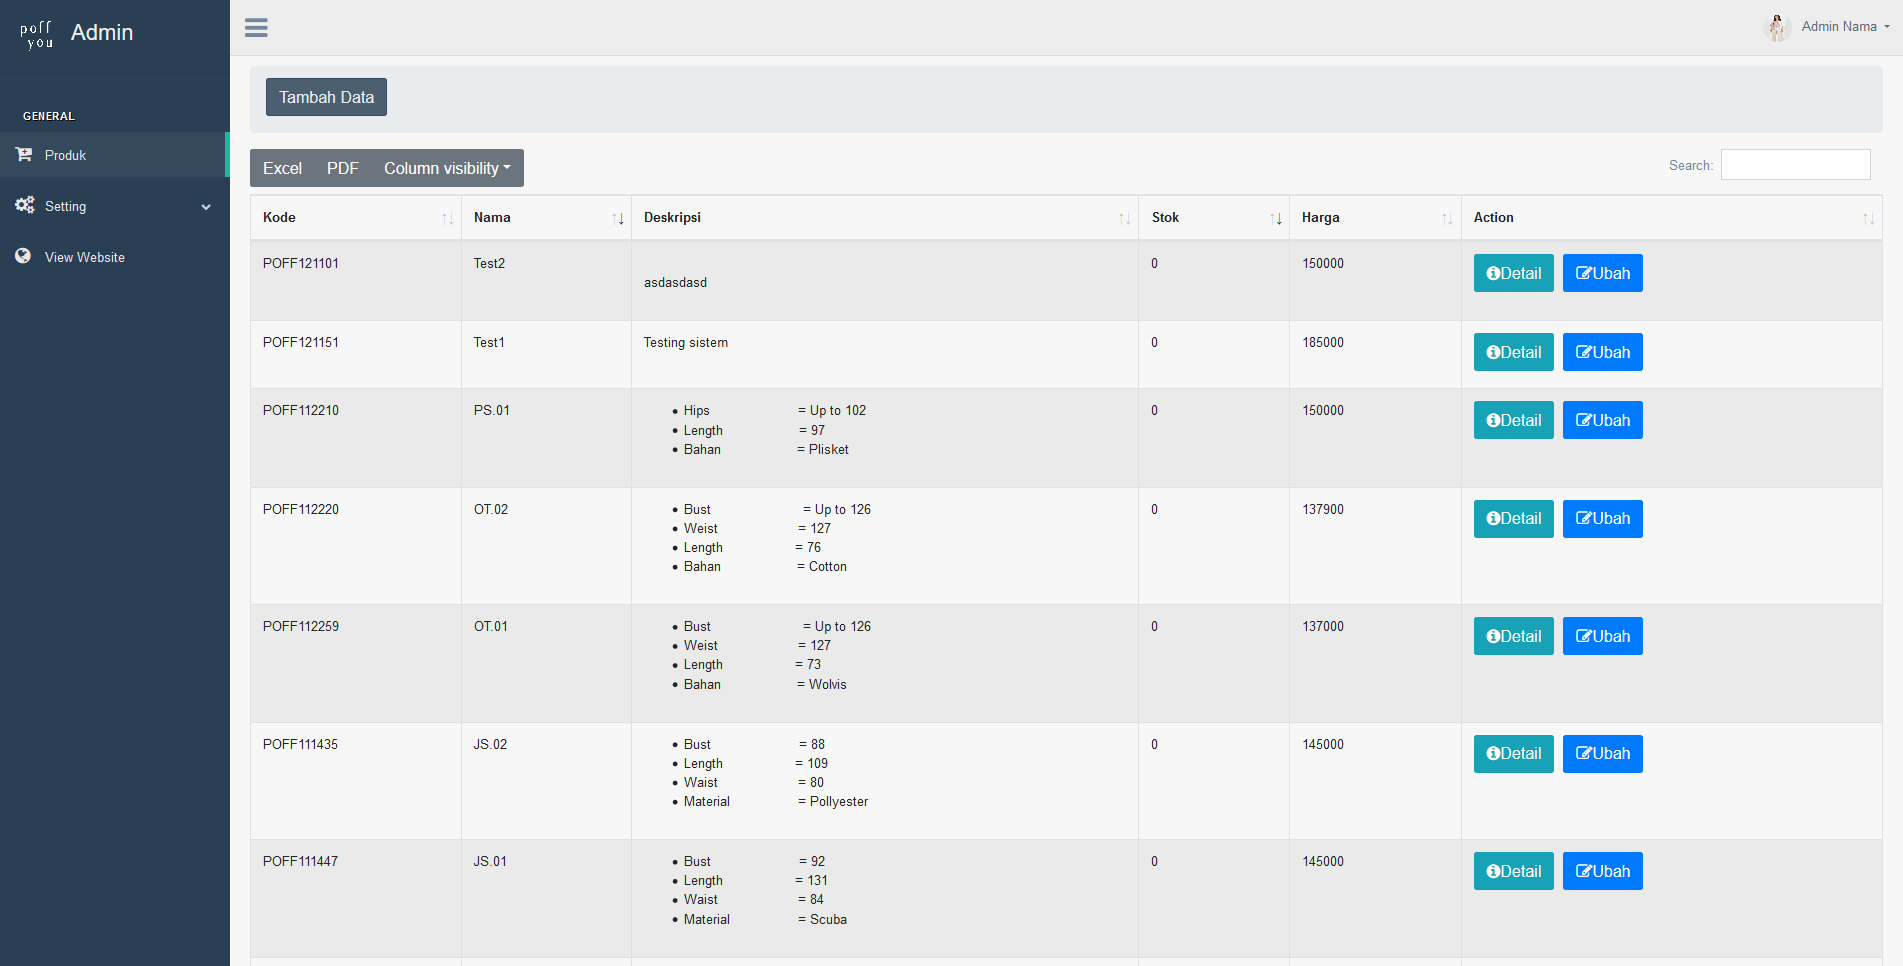 poff
you
Admin
Admin Nama
GENERAL
Produk
Setting
View Website
Tambah Data
Excel PDF Column visibility
Search:
Kode Nama Deskripsi Stok Harga Action
POFF121101 Test2 asdasdasd 0 150000 Detail Ubah
POFF121151 Test1 Testing sistem 0 185000 Detail Ubah
POFF112210 PS.01 0 150000 Detail Ubah
• Hips = Up to 102
• Length = 97
• Bahan = Plisket
POFF112220 OT.02 0 137900 Detail Ubah
• Bust = Up to 126
• Weist = 127
• Length = 76
• Bahan = Cotton
POFF112259 OT.01 0 137000 Detail Ubah
• Bust = Up to 126
• Weist = 127
• Length = 73
• Bahan = Wolvis
POFF111435 JS.02 0 145000 Detail Ubah
• Bust = 88
• Length = 109
• Waist = 80
• Material = Pollyester
POFF111447 JS.01 0 145000 Detail Ubah
• Bust = 92
• Length = 131
• Waist = 84
• Material = Scuba